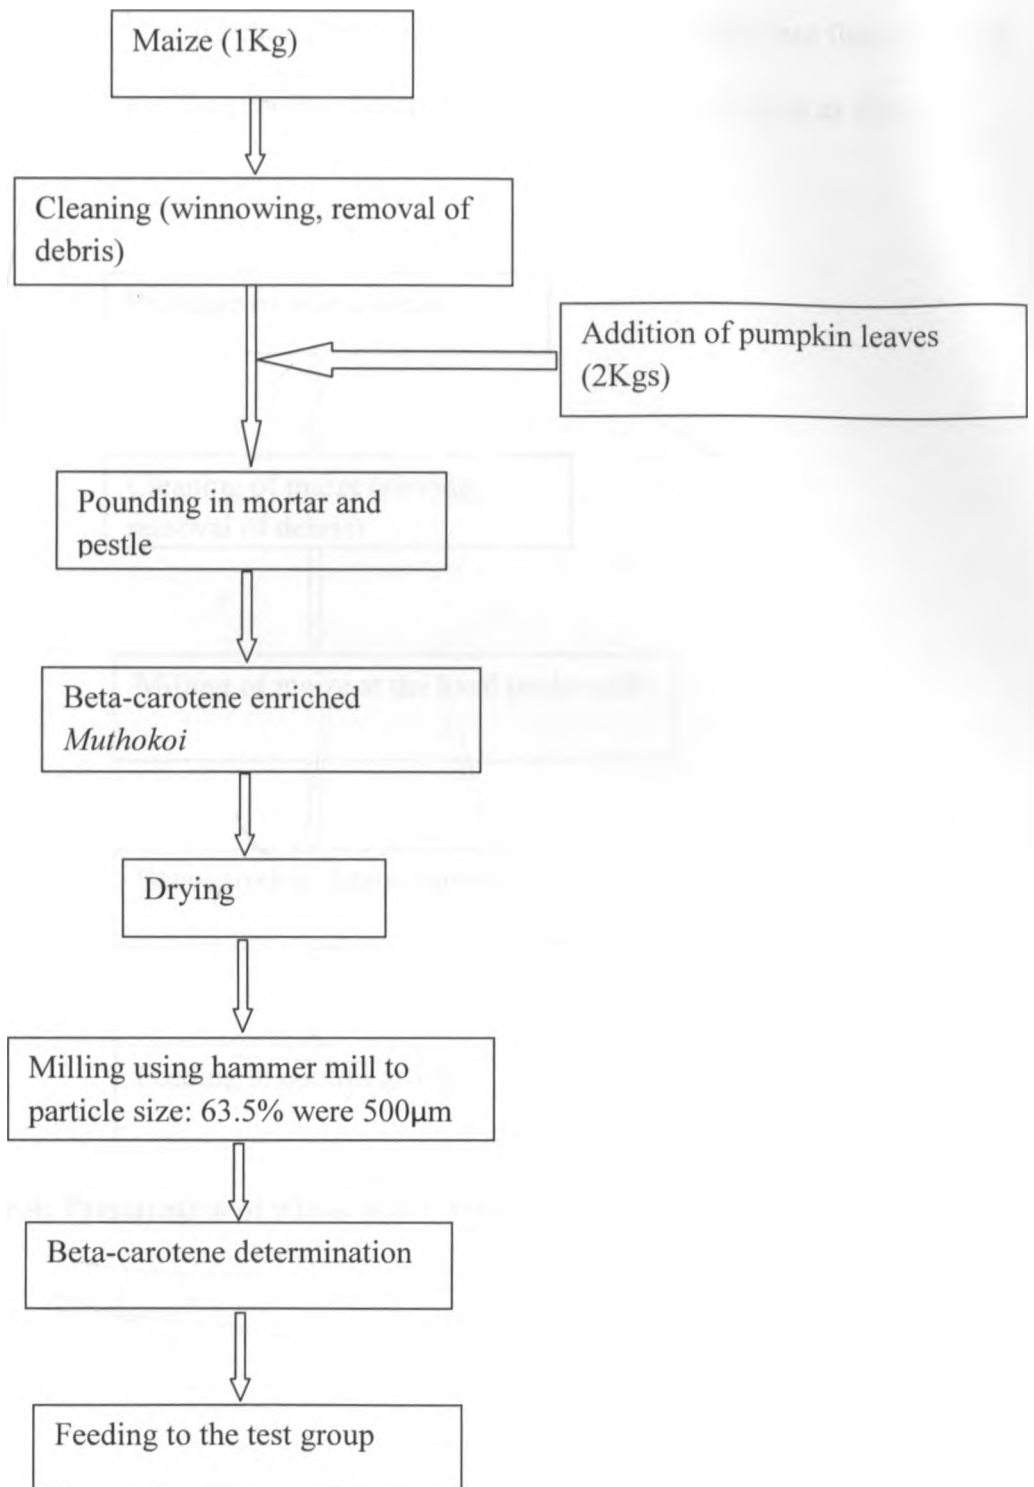 Maize (1Kg)
Cleaning (winnowing, removal of
debris)
Addition of pumpkin leaves
(2Kgs)
Pounding in mortar and
pestle
Beta-carotene enriched
Muthokoi
Drying
Milling using hammer mill to
particle size: 63.5% were 500µm
Beta-carotene determination
Feeding to the test group